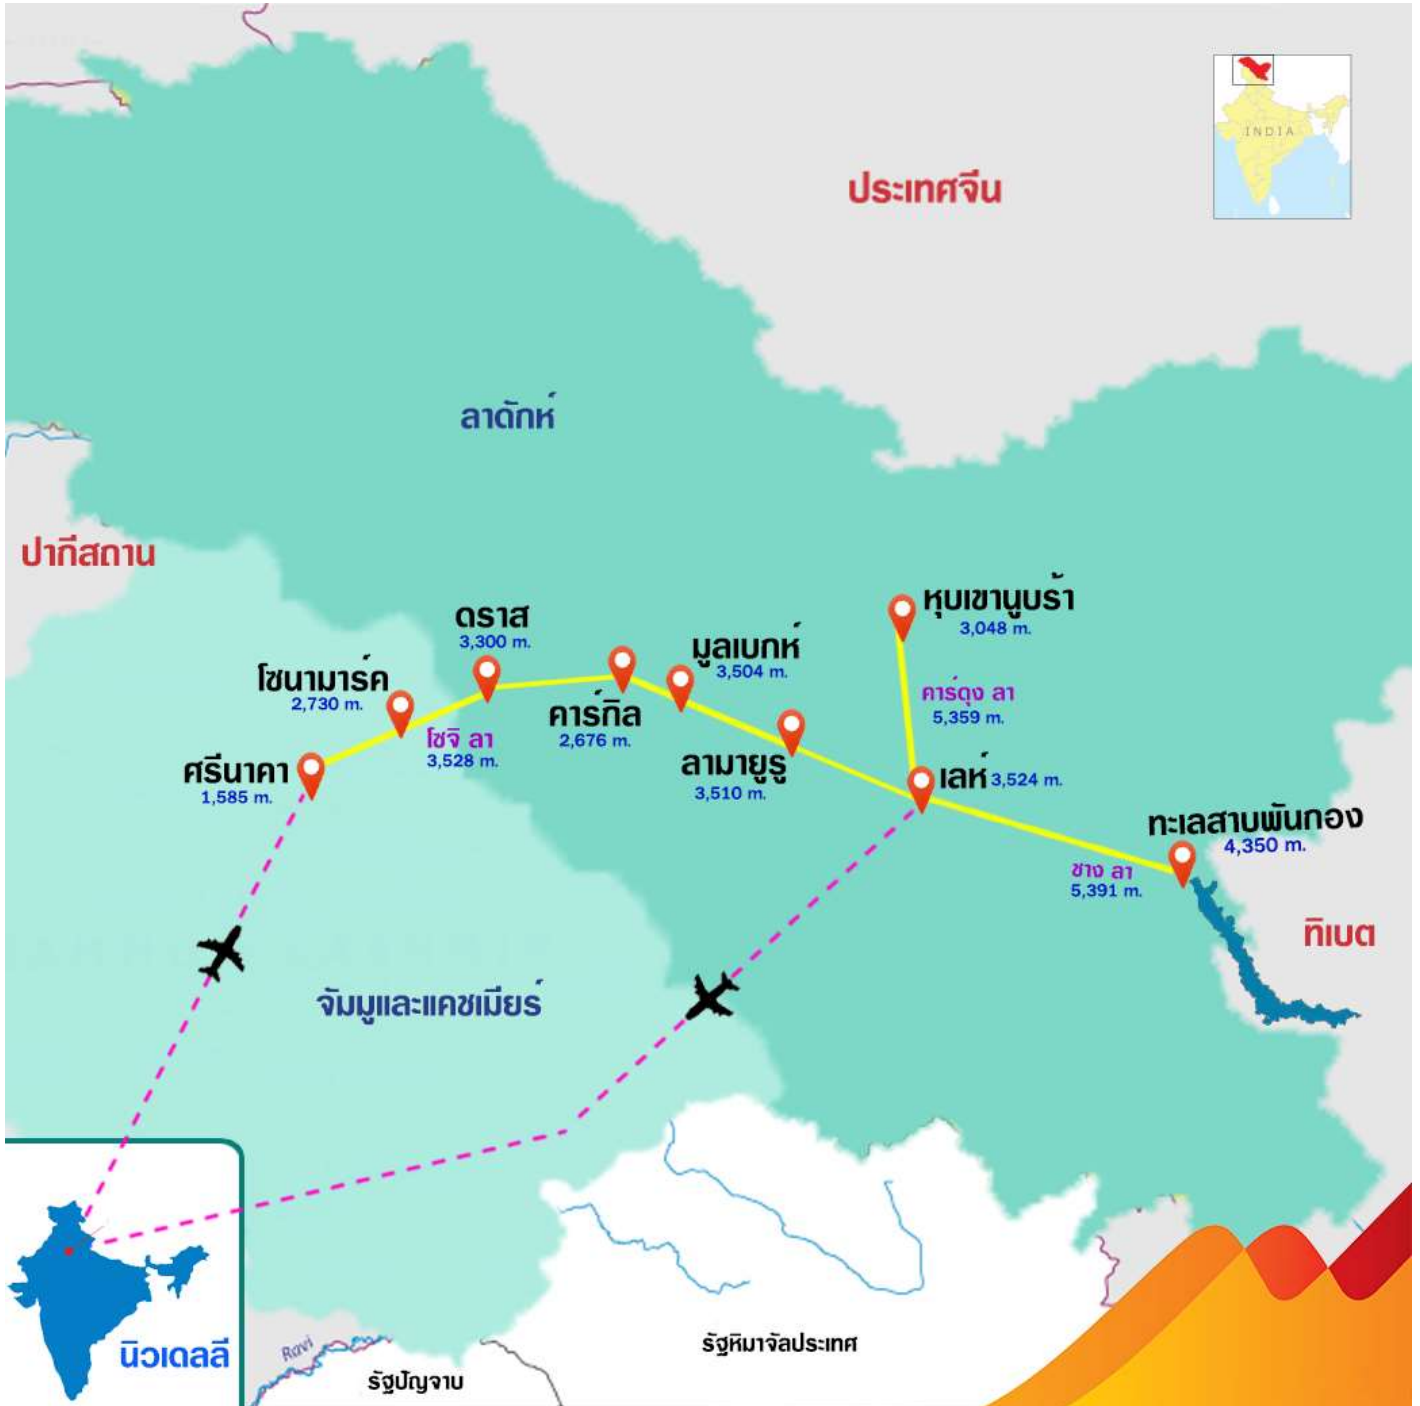 INDIA
ประเทศจีน
ลาดักห์
ปากีสถาน
หุบเขานูบร้า
3,048 m.
ดราส
3,300 m.
มูลเบกห์
3,504 m.
โซนามาร์ค
2,730 m.
คาร์ดุง ลา
5,359 m.
คาร์กิล
2,676 m.
โซจิ ลา
3,528 m.
ศรีนาคา
1,585 m.
ลามายูรู
3,510 m.
เลห์ 3,524 m.
ทะเลสาบพันกอง
4,350 m.
ชาง ลา
5,391 m.
ทิเบต
จัมมูและแคชเมียร์
นิวเดลลี
Ravi
รัฐหิมาจัลประเทศ
รัฐปัญจาบ